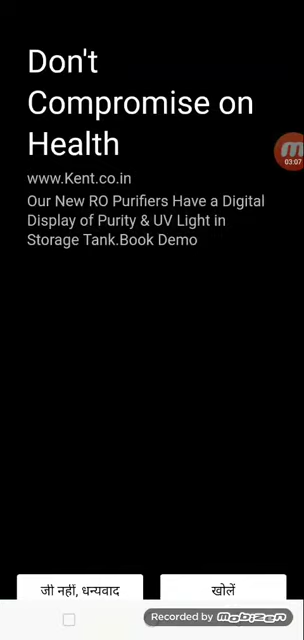 Don't
Compromise on
Health
www.Kent.co.in
Our New RO Purifiers Have a Digital
Display of Purity & UV Light in
Storage Tank.Book Demo
03:07
जी नहीं, धन्यवाद
खोलें
Recorded by mobizen